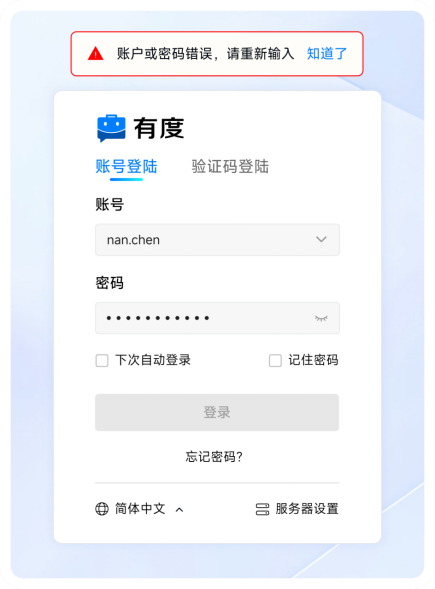 账户或密码错误，请重新输入 知道了
有度
账号登陆 验证码登陆
账号
nan.chen
密码
下次自动登录 记住密码
登录
忘记密码？
简体中文 服务器设置